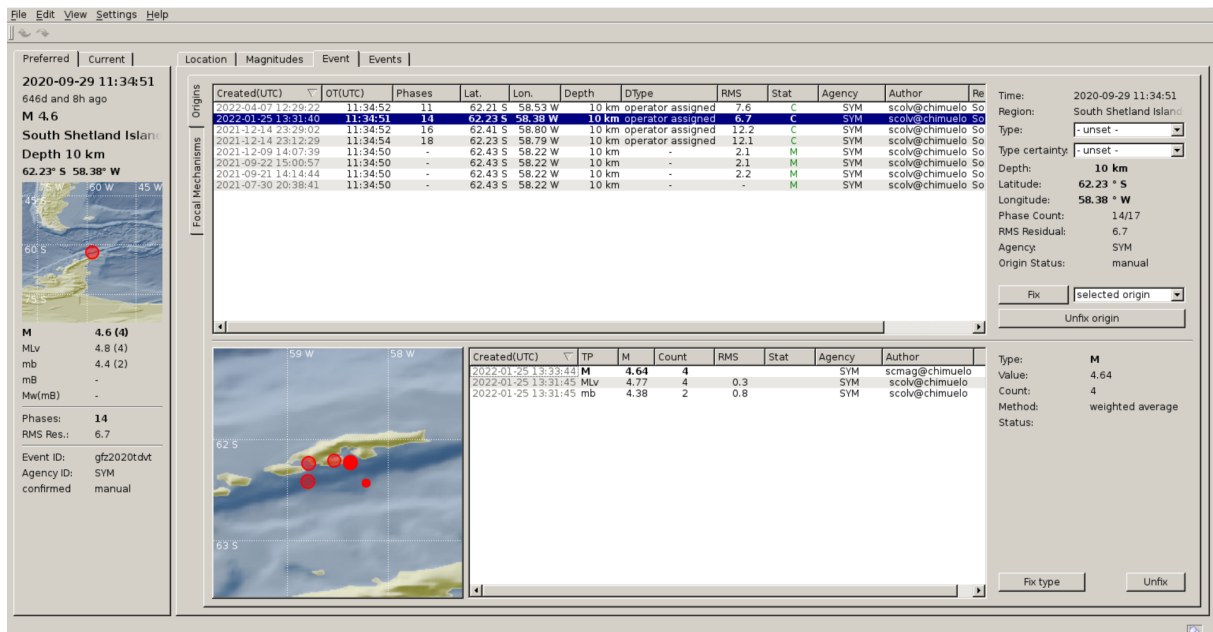 File Edit View Settings Help
Preferred Current
2020-09-29 11:34:51
646d and 8h ago
M 4.6
South Shetland Islan
Depth 10 km
62.23° S 58.38° W
75 W 60 W 45 W
45 S
60 S
75 S
M 4.6 (4)
MLv 4.8 (4)
mb 4.4 (2)
mB -
Mw(mB) -
Phases: 14
RMS Res.: 6.7
Event ID: gfz2020tdvt
Agency ID: SYM
confirmed manual
Location Magnitudes Event Events
Origins
Focal Mechanisms
Created(UTC) OT(UTC) Phases Lat. Lon. Depth DType RMS Stat Agency Author Re
2022-04-07 12:29:22 11:34:52 11 62.21 S 58.53 W 10 km operator assigned 7.6 C SYM scolv@chimuelo So
2022-01-25 13:31:40 11:34:51 14 62.23 S 58.38 W 10 km operator assigned 6.7 C SYM scolv@chimuelo So
2021-12-14 23:29:02 11:34:52 16 62.41 S 58.80 W 10 km operator assigned 12.2 C SYM scolv@chimuelo So
2021-12-14 23:12:29 11:34:54 18 62.23 S 58.79 W 10 km operator assigned 12.1 C SYM scolv@chimuelo So
2021-12-09 14:07:39 11:34:50 - 62.43 S 58.22 W 10 km - 2.1 M SYM scolv@chimuelo So
2021-09-22 15:00:57 11:34:50 - 62.43 S 58.22 W 10 km - 2.1 M SYM scolv@chimuelo So
2021-09-21 14:14:44 11:34:50 - 62.43 S 58.22 W 10 km - 2.2 M SYM scolv@chimuelo So
2021-07-30 20:38:41 11:34:50 - 62.43 S 58.22 W 10 km - - M SYM scolv@chimuelo So
Time: 2020-09-29 11:34:51
Region: South Shetland Island
Type: - unset -
Type certainty: - unset -
Depth: 10 km
Latitude: 62.23 ° S
Longitude: 58.38 ° W
Phase Count: 14/17
RMS Residual: 6.7
Agency: SYM
Origin Status: manual
Fix selected origin
Unfix origin
59 W 58 W
62 S
63 S
Created(UTC) TP M Count RMS Stat Agency Author
2022-01-25 13:33:44 M 4.64 4 SYM scmag@chimuelo
2022-01-25 13:31:45 MLv 4.77 4 0.3 SYM scolv@chimuelo
2022-01-25 13:31:45 mb 4.38 2 0.8 SYM scolv@chimuelo
Type: M
Value: 4.64
Count: 4
Method: weighted average
Status:
Fix type Unfix